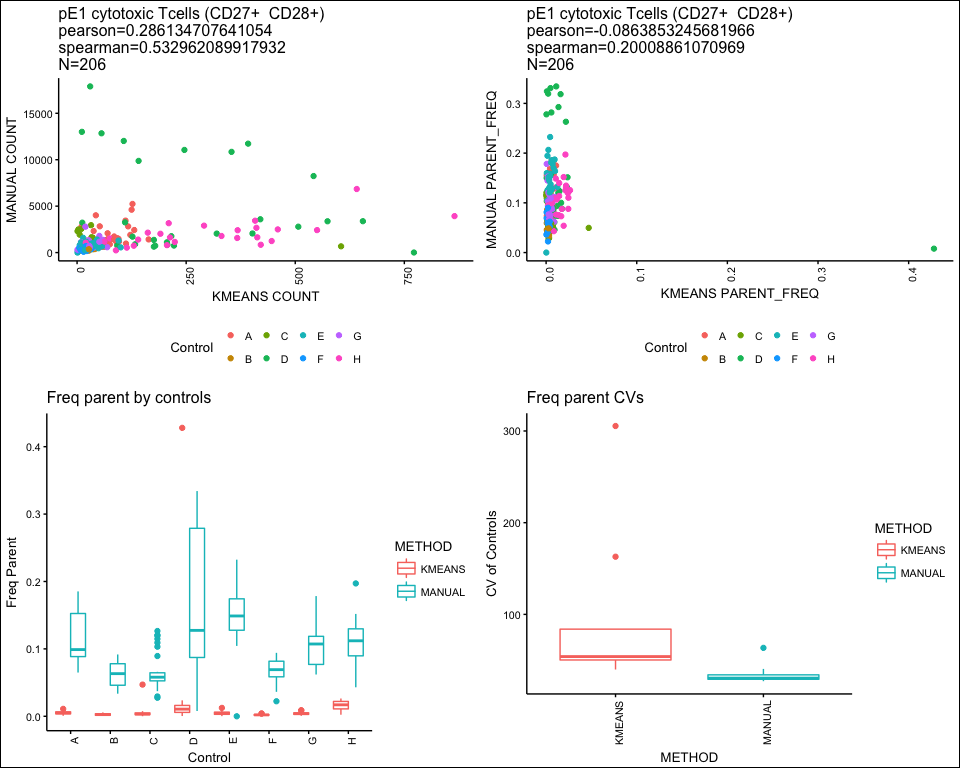 pE1 cytotoxic Tcells (CD27+  CD28+)
pearson=0.286134707641054
spearman=0.532962089917932
N=206
MANUAL COUNT
15000
10000
5000
0
0
250
500
750
KMEANS COUNT
Control
A
C
E
G
B
D
F
H
pE1 cytotoxic Tcells (CD27+  CD28+)
pearson=-0.0863853245681966
spearman=0.20008861070969
N=206
MANUAL PARENT_FREQ
0.3
0.2
0.1
0.0
0.0
0.1
0.2
0.3
0.4
KMEANS PARENT_FREQ
Control
A
C
E
G
B
D
F
H
Freq parent by controls
Freq Parent
0.4
0.3
0.2
0.1
0.0
A
B
C
D
E
F
G
H
Control
METHOD
KMEANS
MANUAL
Freq parent CVs
CV of Controls
300
200
100
KMEANS
MANUAL
METHOD
METHOD
KMEANS
MANUAL